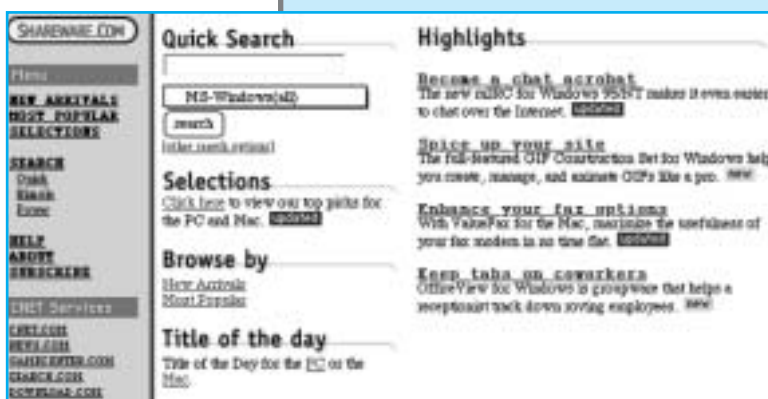 SHAREWARE.COM
Menu
NEW ARRIVALS
MOST POPULAR
SELECTIONS
SEARCH
Quick
Simple
Power
HELP
ABOUT
SUBSCRIBE
CNET Services
CNET.COM
NEWS.COM
GAMECENTER.COM
SEARCH.COM
DOWNLOAD.COM
Quick Search
MS-Windows(all)
search
[other search options]
Selections
Click here to view our top picks for
the PC and Mac. updated
Browse by
New Arrivals
Most Popular
Title of the day
Title of the Day for the PC or the
Mac.
Highlights
Become a chat acrobat
The new mIRC for Windows 95/NT makes it even easier
to chat over the Internet. updated
Spice up your site
The full-featured GIF Construction Set for Windows help
you create, manage, and animate GIFs like a pro. new
Enhance your fax options
With ValueFax for the Mac, maximize the usefulness of
your fax modem in no time flat. updated
Keep tabs on coworkers
OfficeView for Windows is groupware that helps a
receptionist track down roving employees. new